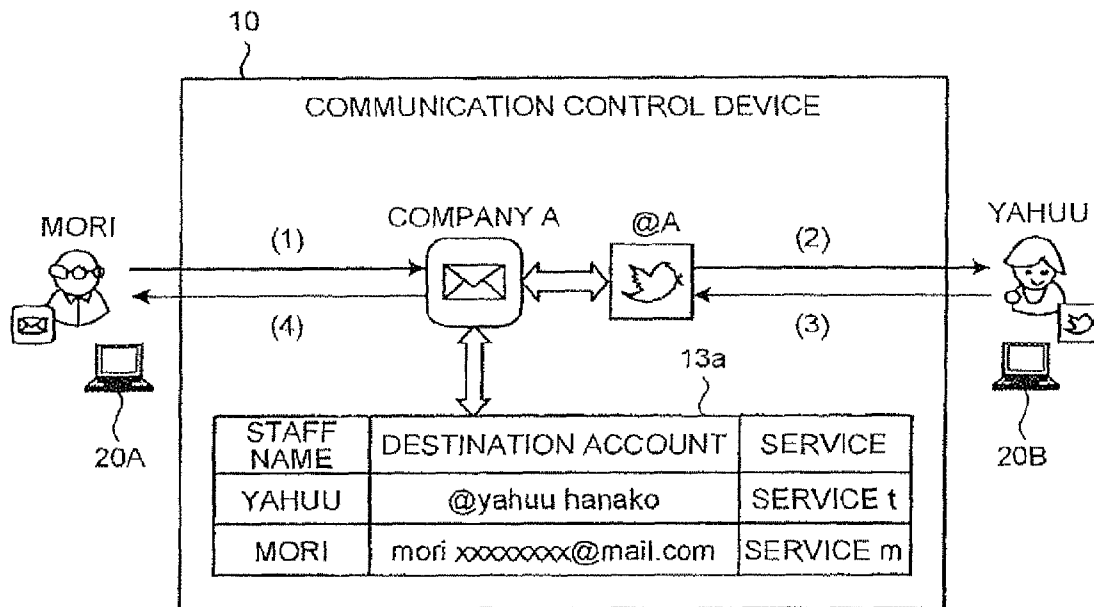 10
COMMUNICATION CONTROL DEVICE
MORI
COMPANY A
@A
YAHUU
(1)
(2)
(4)
(3)
13a
20A
20B
STAFF NAME
DESTINATION ACCOUNT
SERVICE
YAHUU
@yahuu hanako
SERVICE t
MORI
mori xxxxxxxx@mail.com
SERVICE m